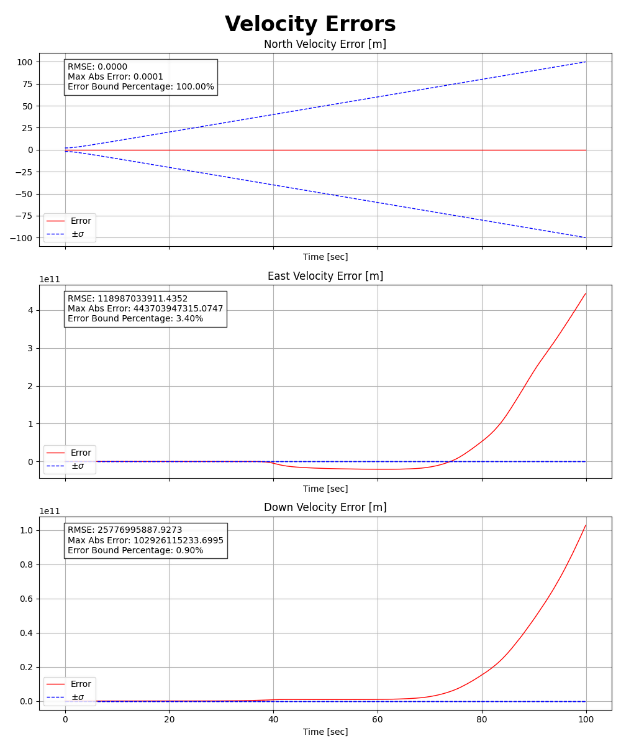 Velocity Errors
North Velocity Error [m]
100
75
50
25
0
−25
−50
−75
−100
RMSE: 0.0000
Max Abs Error: 0.0001
Error Bound Percentage: 100.00%
Error
±σ
Time [sec]
1e11
East Velocity Error [m]
4
3
2
1
0
RMSE: 118987033911.4352
Max Abs Error: 443703947315.0747
Error Bound Percentage: 3.40%
Error
±σ
Time [sec]
1e11
Down Velocity Error [m]
1.0
0.8
0.6
0.4
0.2
0.0
RMSE: 25776995887.9273
Max Abs Error: 102926115233.6995
Error Bound Percentage: 0.90%
Error
±σ
0 20 40 60 80 100
Time [sec]